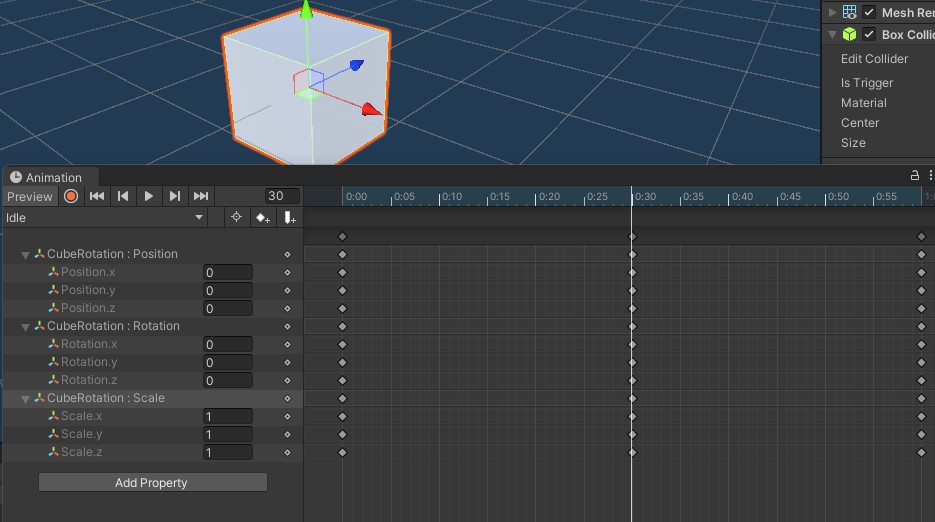 Mesh Rer
Box Collic
Edit Collider
Is Trigger
Material
Center
Size
Animation
Preview 30 0:00 0:05 0:10 0:15 0:20 0:25 0:30 0:35 0:40 0:45 0:50 0:55 1:0
Idle
CubeRotation : Position
Position.x 0
Position.y 0
Position.z 0
CubeRotation : Rotation
Rotation.x 0
Rotation.y 0
Rotation.z 0
CubeRotation : Scale
Scale.x 1
Scale.y 1
Scale.z 1
Add Property